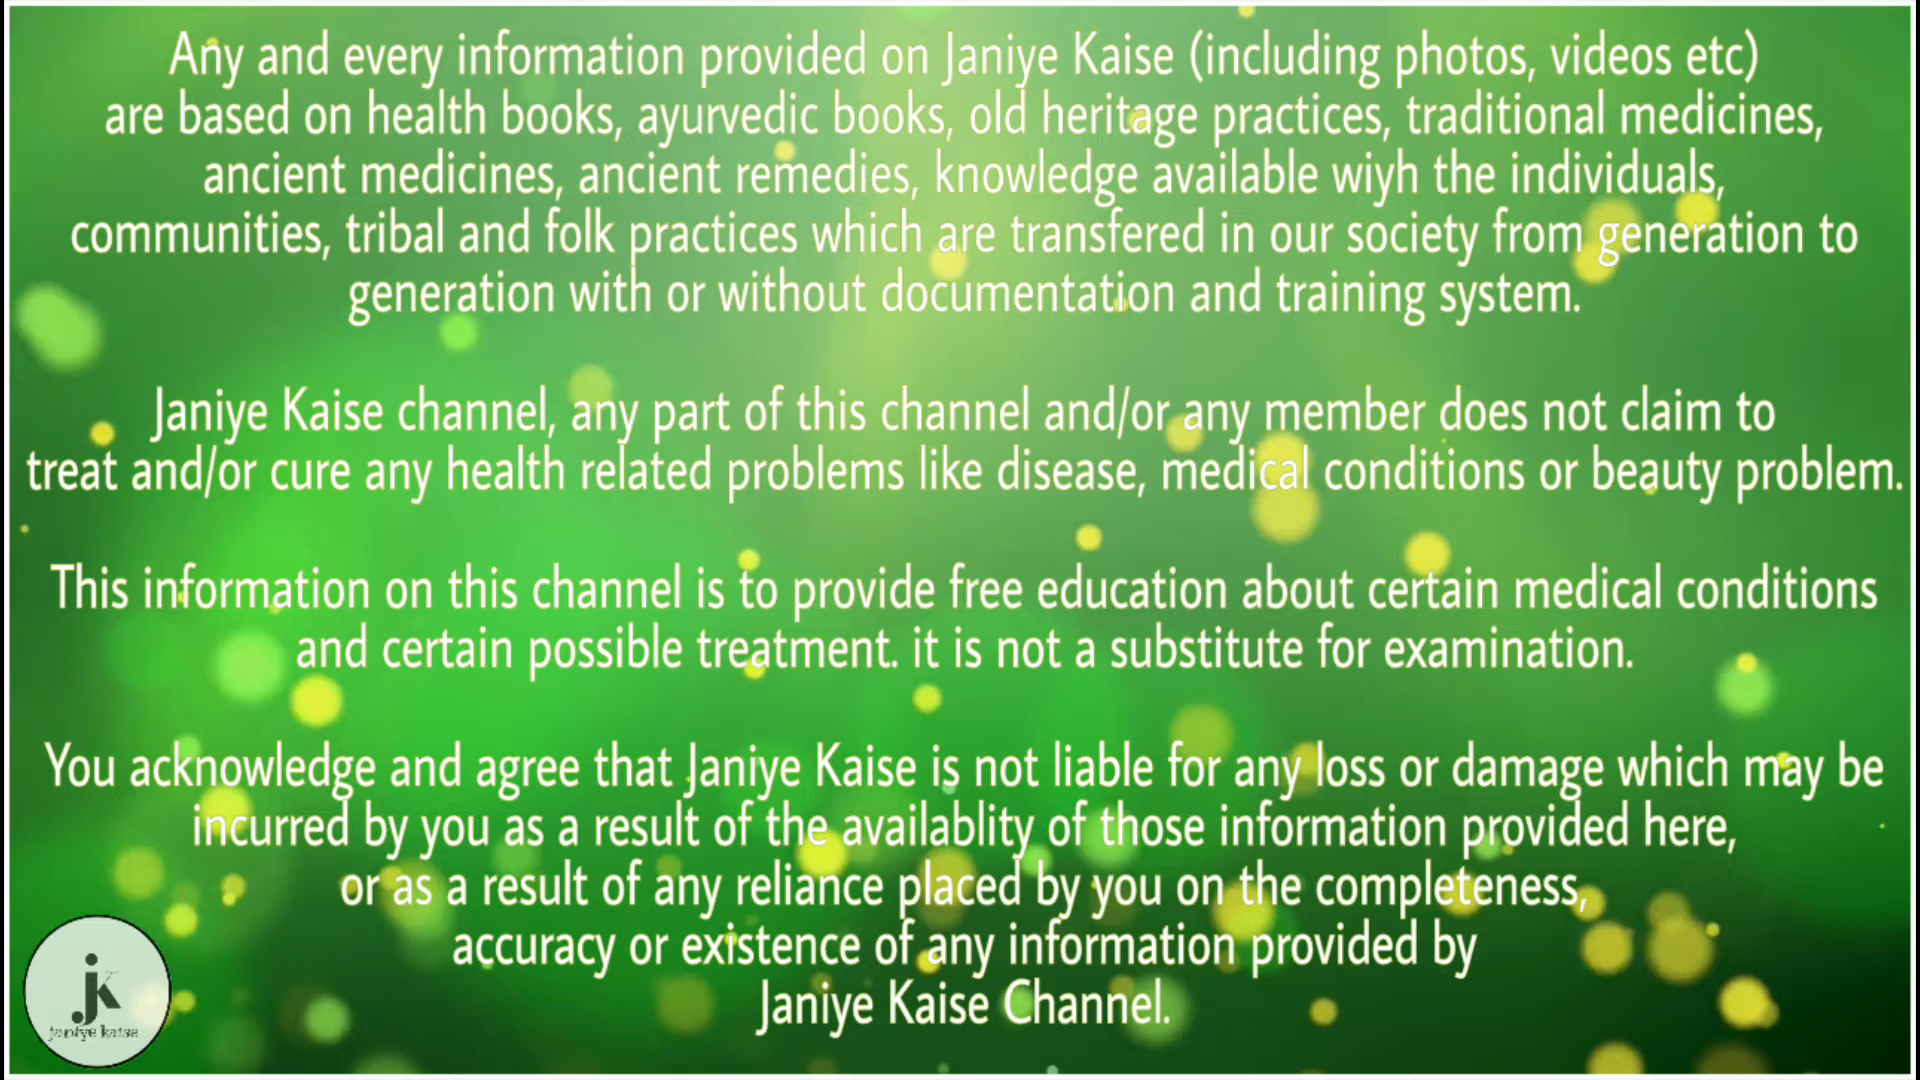 Any and every information provided on Janiye Kaise (including photos, videos etc)
are based on health books, ayurvedic books, old heritage practices, traditional medicines,
ancient medicines, ancient remedies, knowledge available wiyh the individuals,
communities, tribal and folk practices which are transfered in our society from generation to
generation with or without documentation and training system.
Janiye Kaise channel, any part of this channel and/or any member does not claim to
treat and/or cure any health related problems like disease, medical conditions or beauty problem.
This information on this channel is to provide free education about certain medical conditions
and certain possible treatment. it is not a substitute for examination.
You acknowledge and agree that Janiye Kaise is not liable for any loss or damage which may be
incurred by you as a result of the availablity of those information provided here,
or as a result of any reliance placed by you on the completeness,
accuracy or existence of any information provided by
Janiye Kaise Channel.
jk
janiye kaise